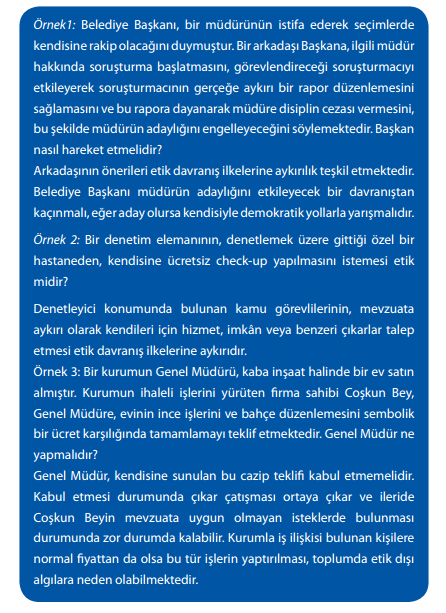 Örnek1: Belediye Başkanı, bir müdürünün istifa ederek seçimlerde
kendisine rakip olacağını duymuştur. Bir arkadaşı Başkana, ilgili müdür
hakkında soruşturma başlatmasını, görevlendireceği soruşturmacıyı
etkileyerek soruşturmacının gerçeğe aykırı bir rapor düzenlemesini
sağlamasını ve bu rapora dayanarak müdüre disiplin cezası vermesini,
bu şekilde müdürün adaylığını engelleyeceğini söylemektedir. Başkan
nasıl hareket etmelidir?
Arkadaşının önerileri etik davranış ilkelerine aykırılık teşkil etmektedir.
Belediye Başkanı müdürün adaylığını etkileyecek bir davranıştan
kaçınmalı, eğer aday olursa kendisiyle demokratik yollarla yarışmalıdır.
Örnek 2: Bir denetim elemanının, denetlemek üzere gittiği özel bir
hastaneden, kendisine ücretsiz check-up yapılmasını istemesi etik
midir?
Denetleyici konumunda bulunan kamu görevlilerinin, mevzuata
aykırı olarak kendileri için hizmet, imkân veya benzeri çıkarlar talep
etmesi etik davranış ilkelerine aykırıdır.
Örnek 3: Bir kurumun Genel Müdürü, kaba inşaat halinde bir ev satın
almıştır. Kurumun ihaleli işlerini yürüten firma sahibi Coşkun Bey,
Genel Müdüre, evinin ince işlerini ve bahçe düzenlemesini sembolik
bir ücret karşılığında tamamlamayı teklif etmektedir. Genel Müdür ne
yapmalıdır?
Genel Müdür, kendisine sunulan bu cazip teklifi kabul etmemelidir.
Kabul etmesi durumunda çıkar çatışması ortaya çıkar ve ileride
Coşkun Beyin mevzuata uygun olmayan isteklerde bulunması
durumunda zor durumda kalabilir. Kurumla iş ilişkisi bulunan kişilere
normal fiyattan da olsa bu tür işlerin yaptırılması, toplumda etik dışı
algılara neden olabilmektedir.